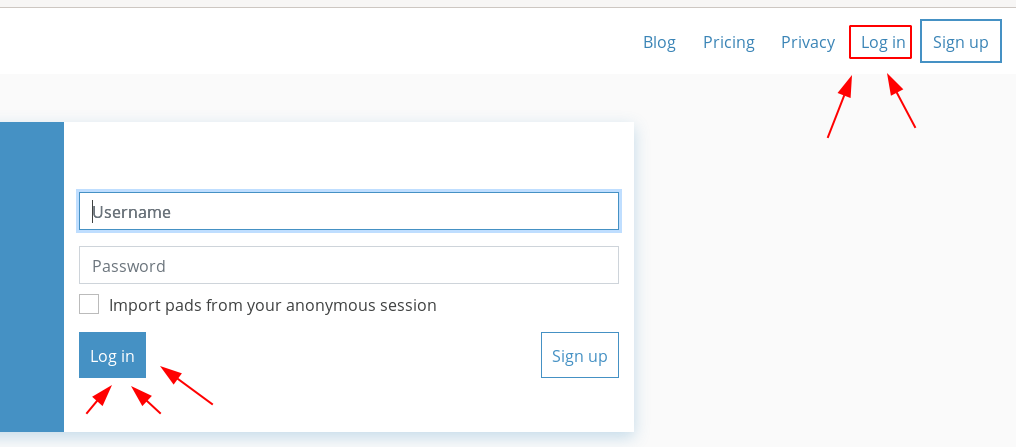 Blog Pricing Privacy Log in Sign up
Username
Password
Import pads from your anonymous session
Log in Sign up